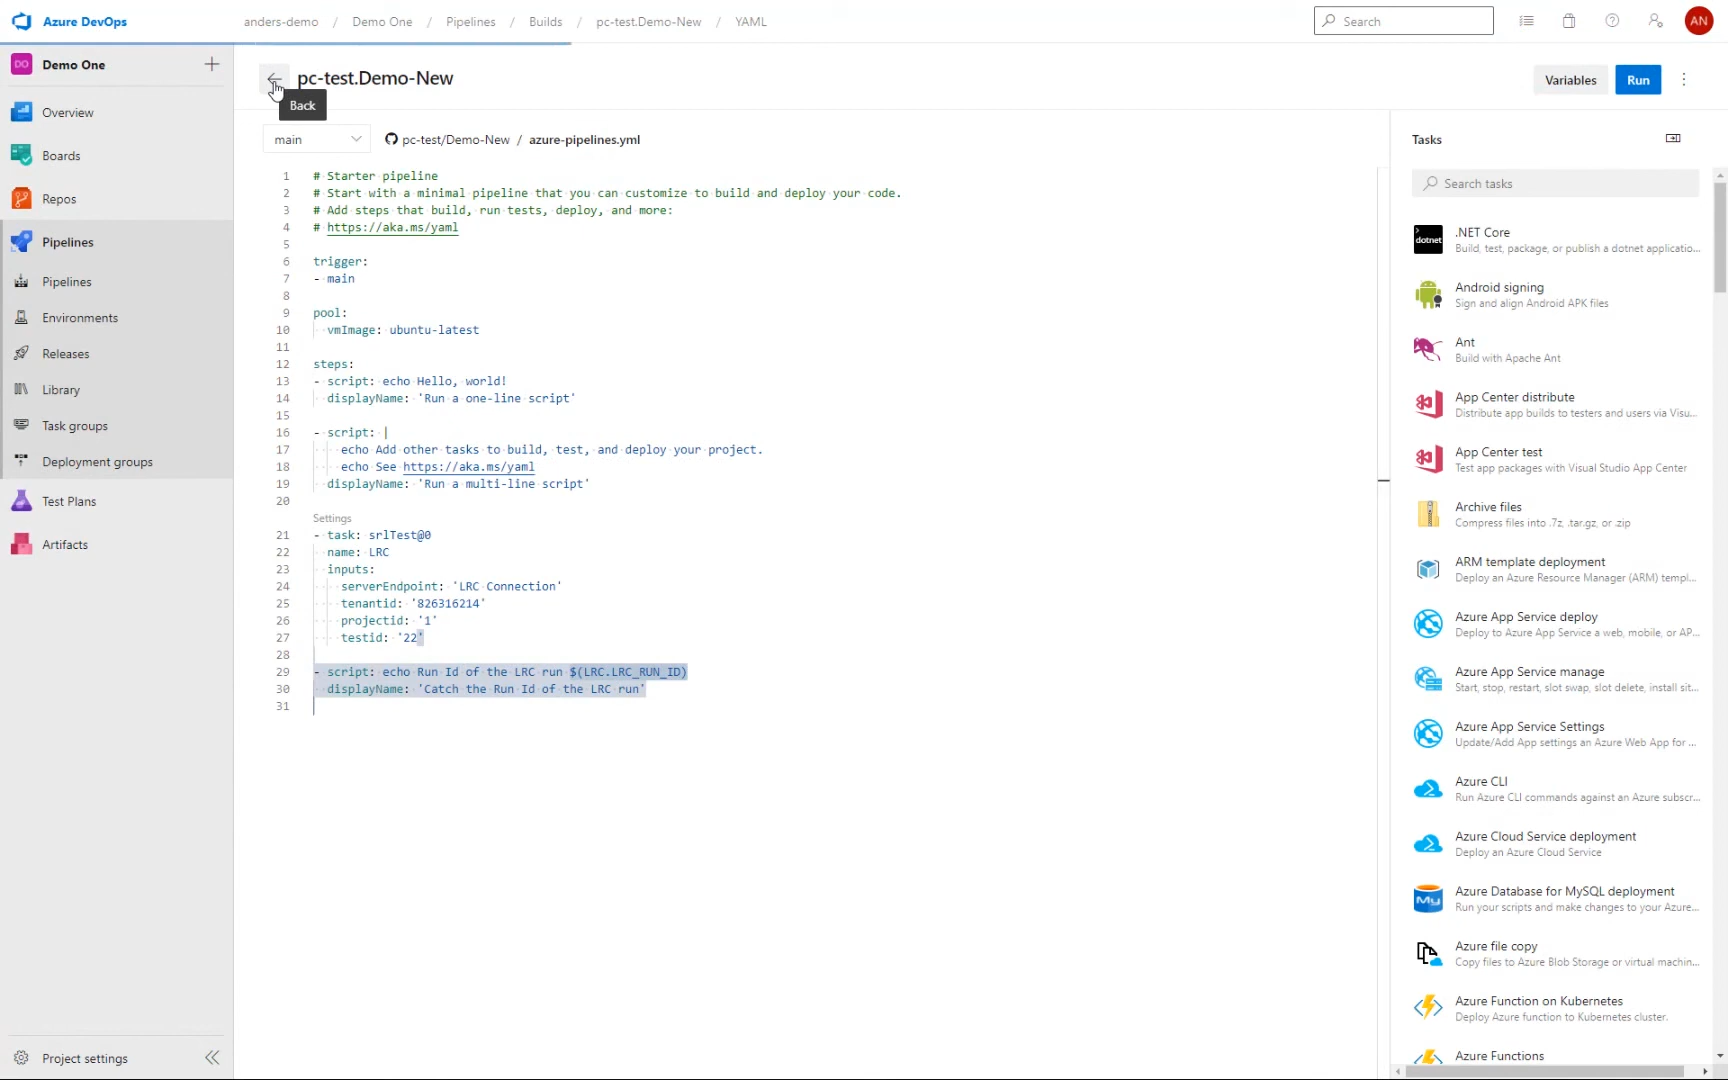 Azure DevOps
anders-demo / Demo One / Pipelines / Builds / pc-test.Demo-New / YAML
Search
AN
DO Demo One
Overview
Boards
Repos
Pipelines
Pipelines
Environments
Releases
Library
Task groups
Deployment groups
Test Plans
Artifacts
Project settings
pc-test.Demo-New
Back
Variables
Run
main
pc-test/Demo-New / azure-pipelines.yml
1 # Starter pipeline
2 # Start with a minimal pipeline that you can customize to build and deploy your code.
3 # Add steps that build, run tests, deploy, and more:
4 # https://aka.ms/yaml
5
6 trigger:
7 - main
8
9 pool:
10 vmImage: ubuntu-latest
11
12 steps:
13 - script: echo Hello, world!
14 displayName: 'Run a one-line script'
15
16 - script: |
17 echo Add other tasks to build, test, and deploy your project.
18 echo See https://aka.ms/yaml
19 displayName: 'Run a multi-line script'
20
Settings
21 - task: srlTest@0
22 name: LRC
23 inputs:
24 serverEndpoint: 'LRC Connection'
25 tenantid: '826316214'
26 projectid: '1'
27 testid: '22'
28
29 - script: echo Run Id of the LRC run $(LRC.LRC_RUN_ID)
30 displayName: 'Catch the Run Id of the LRC run'
31
Tasks
Search tasks
dotnet
.NET Core
Build, test, package, or publish a dotnet applicatio...
Android signing
Sign and align Android APK files
Ant
Build with Apache Ant
App Center distribute
Distribute app builds to testers and users via Visu...
App Center test
Test app packages with Visual Studio App Center
Archive files
Compress files into .7z, .tar.gz, or .zip
ARM template deployment
Deploy an Azure Resource Manager (ARM) templ...
Azure App Service deploy
Deploy to Azure App Service a web, mobile, or AP...
Azure App Service manage
Start, stop, restart, slot swap, slot delete, install sit...
Azure App Service Settings
Update/Add App settings an Azure Web App for ...
Azure CLI
Run Azure CLI commands against an Azure subscr...
Azure Cloud Service deployment
Deploy an Azure Cloud Service
My
Azure Database for MySQL deployment
Run your scripts and make changes to your Azure...
Azure file copy
Copy files to Azure Blob Storage or virtual machin...
Azure Function on Kubernetes
Deploy Azure function to Kubernetes cluster.
Azure Functions